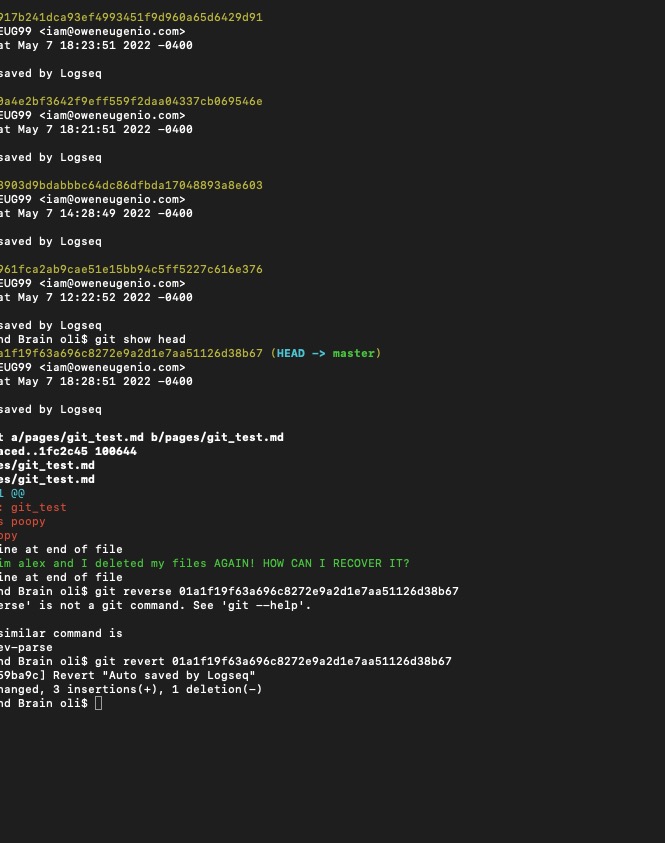 917b241dca93ef4993451f9d960a65d6429d91
EUG99 <iam@oweneugenio.com>
at May 7 18:23:51 2022 -0400
saved by Logseq
0a4e2bf3642f9eff559f2daa04337cb069546e
EUG99 <iam@oweneugenio.com>
at May 7 18:21:51 2022 -0400
saved by Logseq
8903d9bdabbbc64dc86dfbda17048893a8e603
EUG99 <iam@oweneugenio.com>
at May 7 14:28:49 2022 -0400
saved by Logseq
961fca2ab9cae51e15bb94c5ff5227c616e376
EUG99 <iam@oweneugenio.com>
at May 7 12:22:52 2022 -0400
saved by Logseq
nd Brain oli$ git show head
a1f19f63a696c8272e9a2d1e7aa51126d38b67 (HEAD -> master)
EUG99 <iam@oweneugenio.com>
at May 7 18:28:51 2022 -0400
saved by Logseq
t a/pages/git_test.md b/pages/git_test.md
aced..1fc2c45 100644
es/git_test.md
es/git_test.md
1 @@
: git_test
s poopy
opy
ine at end of file
im alex and I deleted my files AGAIN! HOW CAN I RECOVER IT?
ine at end of file
nd Brain oli$ git reverse 01a1f19f63a696c8272e9a2d1e7aa51126d38b67
erse' is not a git command. See 'git --help'.
similar command is
ev-parse
nd Brain oli$ git revert 01a1f19f63a696c8272e9a2d1e7aa51126d38b67
59ba9c] Revert "Auto saved by Logseq"
hanged, 3 insertions(+), 1 deletion(-)
nd Brain oli$